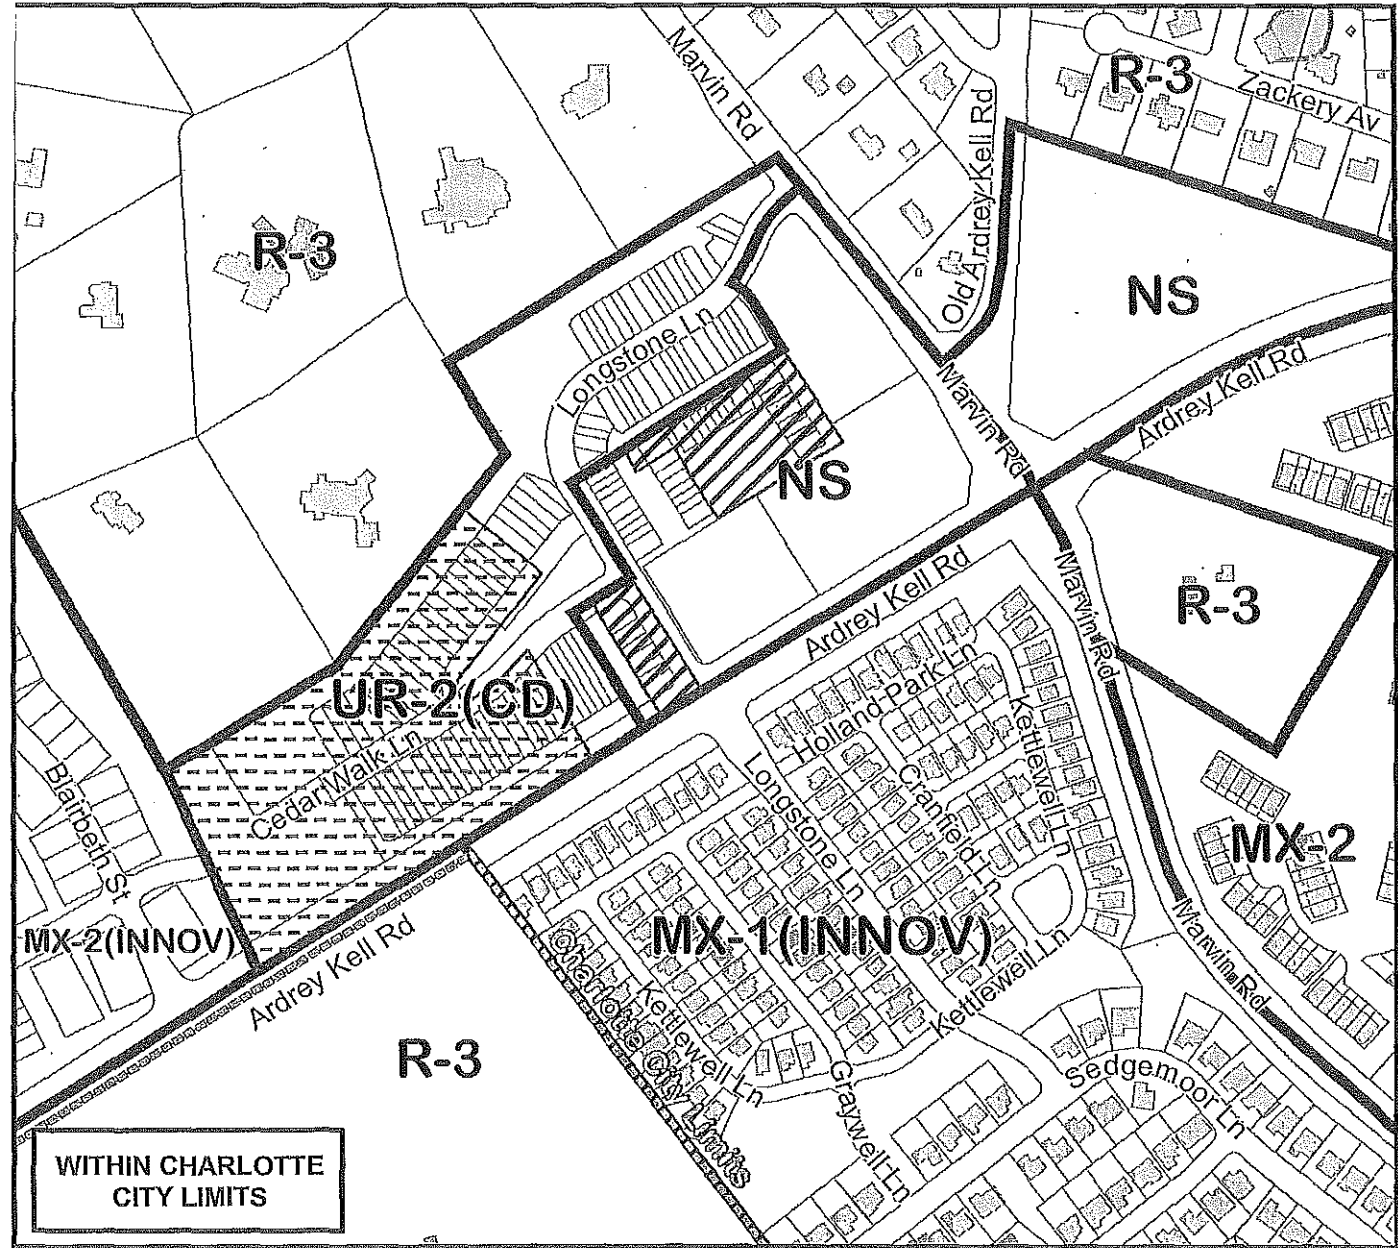 Marvin Rd
R-3
Zackery Av
Old Ardrey Kell Rd
R-3
NS
Longstone Ln
Marvin Rd
Ardrey Kell Rd
NS
Ardrey Kell Rd
Marvin Rd
R-3
Holland Park Ln
Kettlewell Ln
UR-2(CD)
Cedar Walk Ln
Longstone Ln
Cranfield Ln
Blairbeth St
MX-2
MX-2(INNOV)
MX-1(INNOV)
Marvin Rd
Ardrey Kell Rd
Kettlewell Ln
Kettlewell Ln
Charlotte City Limits
R-3
Graywell Ln
Sedgemoor Ln
WITHIN CHARLOTTE
CITY LIMITS